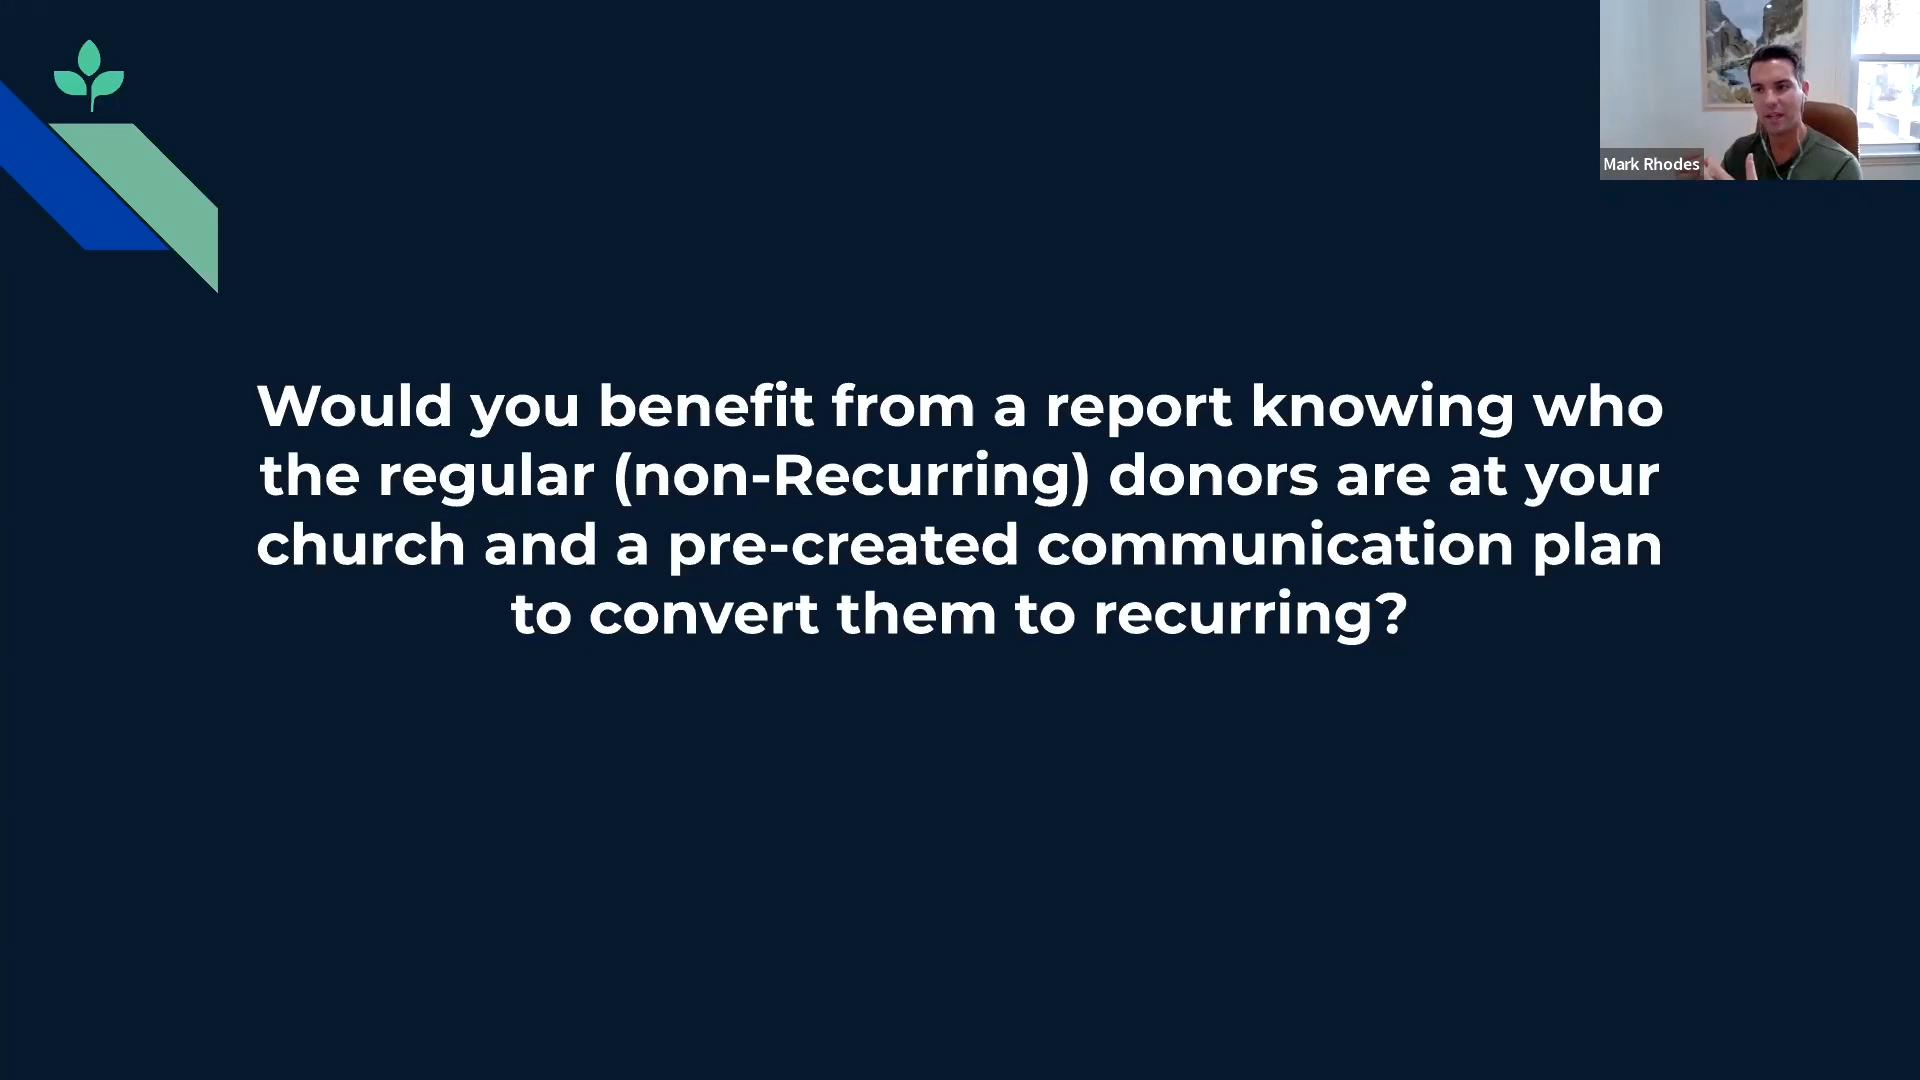 Mark Rhodes
Would you benefit from a report knowing who
the regular (non-Recurring) donors are at your
church and a pre-created communication plan
to convert them to recurring?